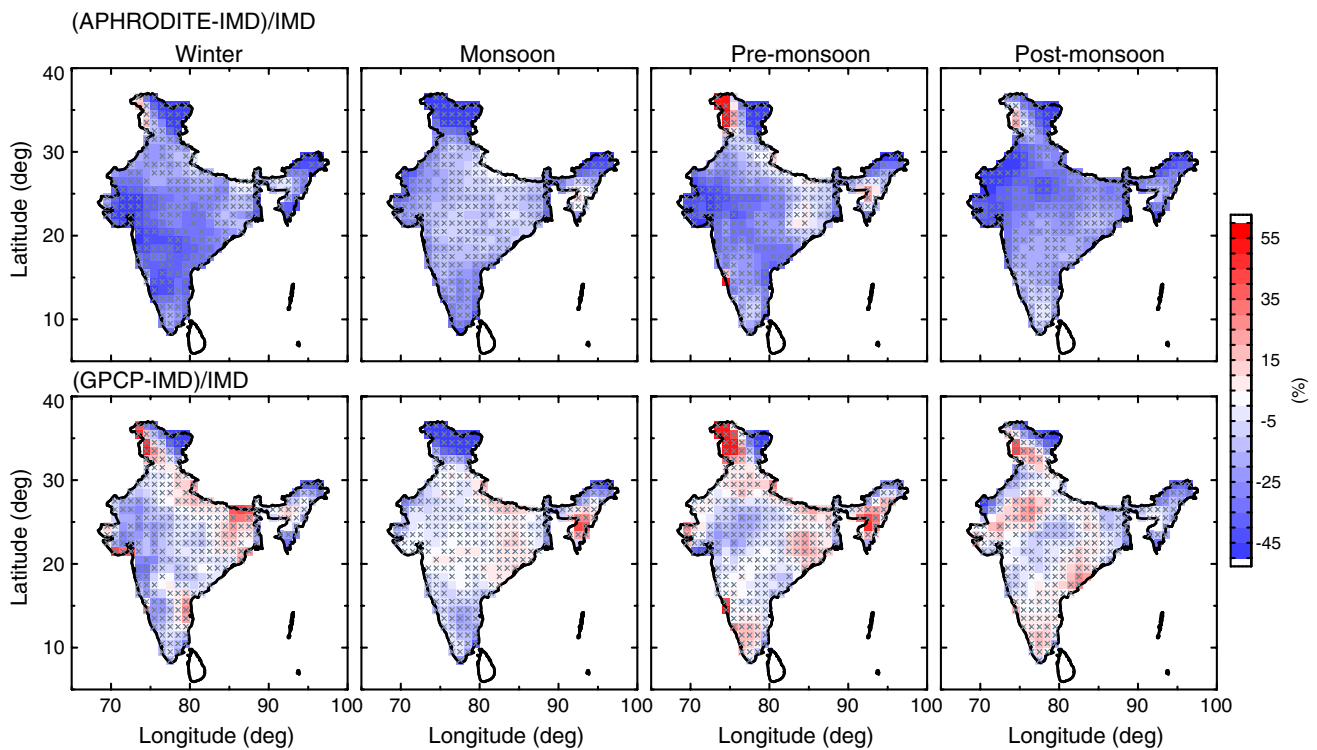 (APHRODITE-IMD)/IMD
Winter Monsoon Pre-monsoon Post-monsoon
40
30
20
10
Latitude (deg)
(GPCP-IMD)/IMD
40
30
20
10
Latitude (deg)
70 80 90 100 70 80 90 100 70 80 90 100 70 80 90 100
Longitude (deg) Longitude (deg) Longitude (deg) Longitude (deg)
55
35
15
-5
-25
-45
(%)